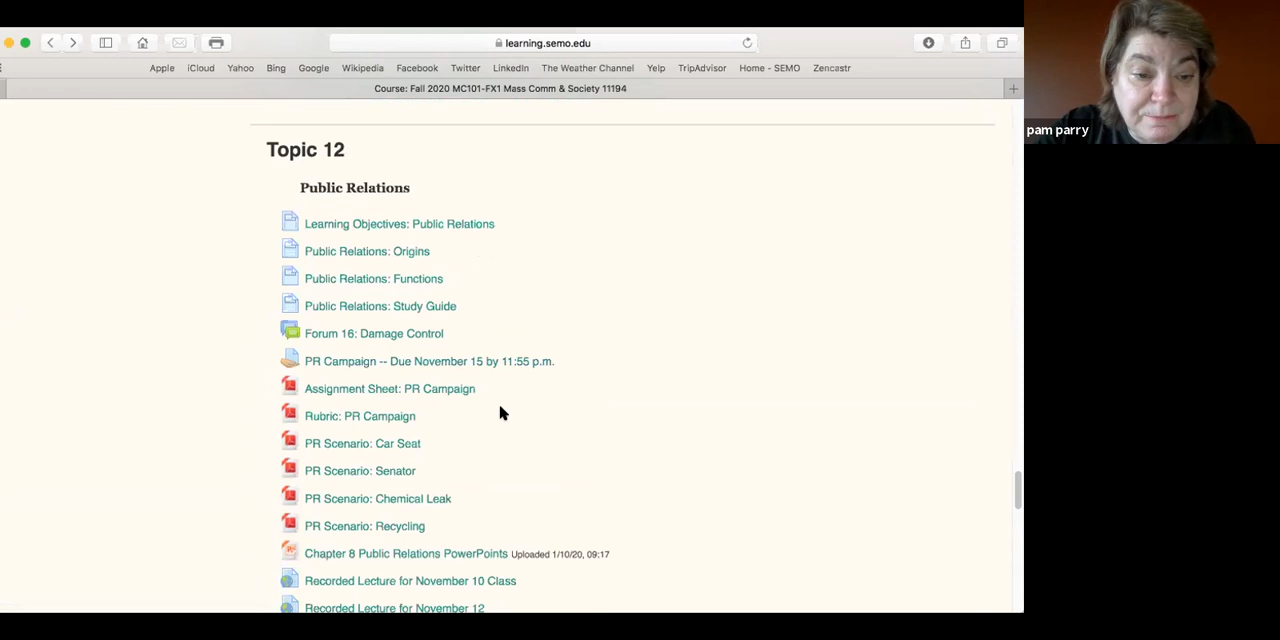 learning.semo.edu
Apple iCloud Yahoo Bing Google Wikipedia Facebook Twitter LinkedIn The Weather Channel Yelp TripAdvisor Home - SEMO Zencastr
Course: Fall 2020 MC101-FX1 Mass Comm & Society 11194
pam parry
Topic 12
Public Relations
Learning Objectives: Public Relations
Public Relations: Origins
Public Relations: Functions
Public Relations: Study Guide
Forum 16: Damage Control
PR Campaign -- Due November 15 by 11:55 p.m.
Assignment Sheet: PR Campaign
Rubric: PR Campaign
PR Scenario: Car Seat
PR Scenario: Senator
PR Scenario: Chemical Leak
PR Scenario: Recycling
Chapter 8 Public Relations PowerPoints Uploaded 1/10/20, 09:17
Recorded Lecture for November 10 Class
Recorded Lecture for November 12